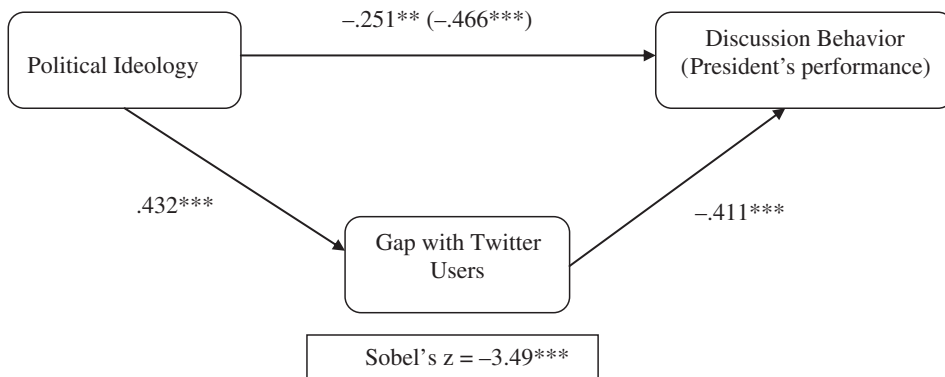 –.251** (–.466***)
Political Ideology
Discussion Behavior
(President's performance)
.432***
–.411***
Gap with Twitter
Users
Sobel's z = –3.49***